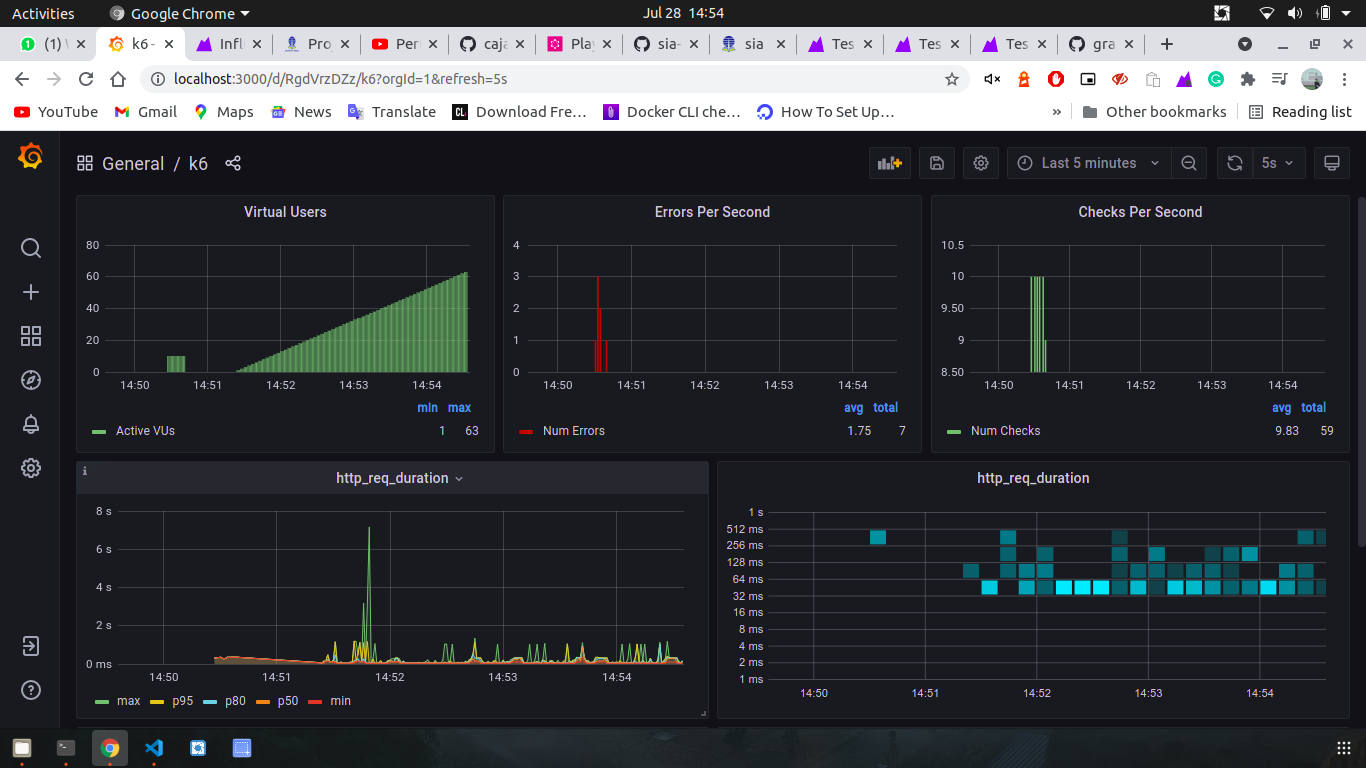 Activities Google Chrome Jul 28 14:54
(1) k6 - Infl Pro Per caja Pla sia- sia Tes Tes Tes gra
localhost:3000/d/RgdVrzDZz/k6?orgId=1&refresh=5s
YouTube Gmail Maps News Translate Download Fre… Docker CLI che… How To Set Up… » Other bookmarks Reading list
General / k6 Last 5 minutes 5s
Virtual Users
80
60
40
20
0
14:50 14:51 14:52 14:53 14:54
min max
Active VUs 1 63
Errors Per Second
4
3
2
1
0
14:50 14:51 14:52 14:53 14:54
avg total
Num Errors 1.75 7
Checks Per Second
10.5
10
9.50
9
8.50
14:50 14:51 14:52 14:53 14:54
avg total
Num Checks 9.83 59
http_req_duration
8 s
6 s
4 s
2 s
0 ms
14:50 14:51 14:52 14:53 14:54
max p95 p80 p50 min
http_req_duration
1 s
512 ms
256 ms
128 ms
64 ms
32 ms
16 ms
8 ms
4 ms
2 ms
1 ms
14:50 14:51 14:52 14:53 14:54